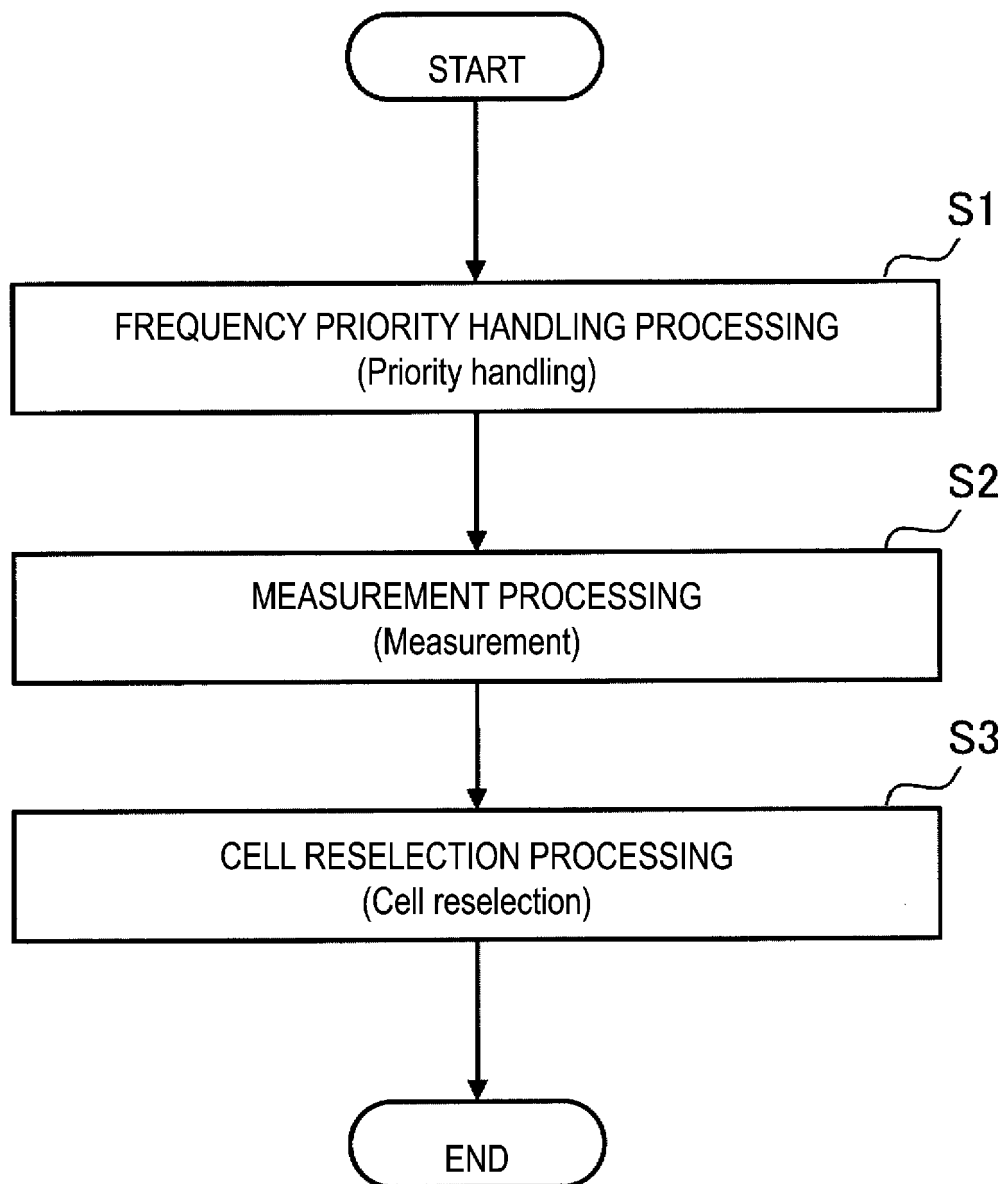 START
S1
FREQUENCY PRIORITY HANDLING PROCESSING
(Priority handling)
S2
MEASUREMENT PROCESSING
(Measurement)
S3
CELL RESELECTION PROCESSING
(Cell reselection)
END